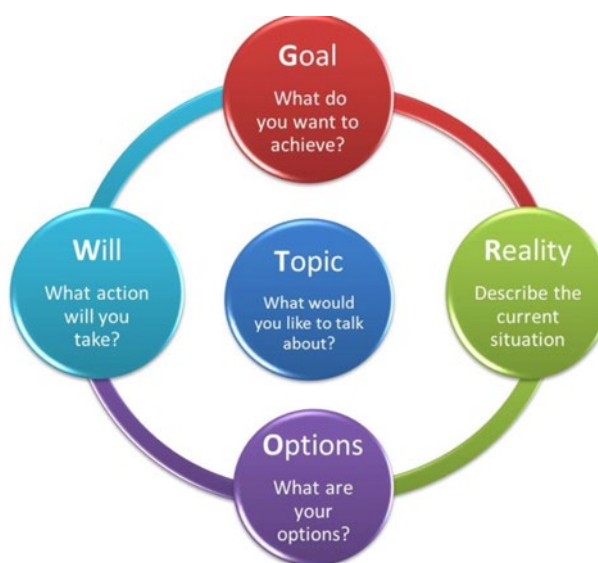 Goal
What do
you want to
achieve?
Will
What action
will you
take?
Topic
What would
you like to talk
about?
Reality
Describe the
current
situation
Options
What are
your
options?